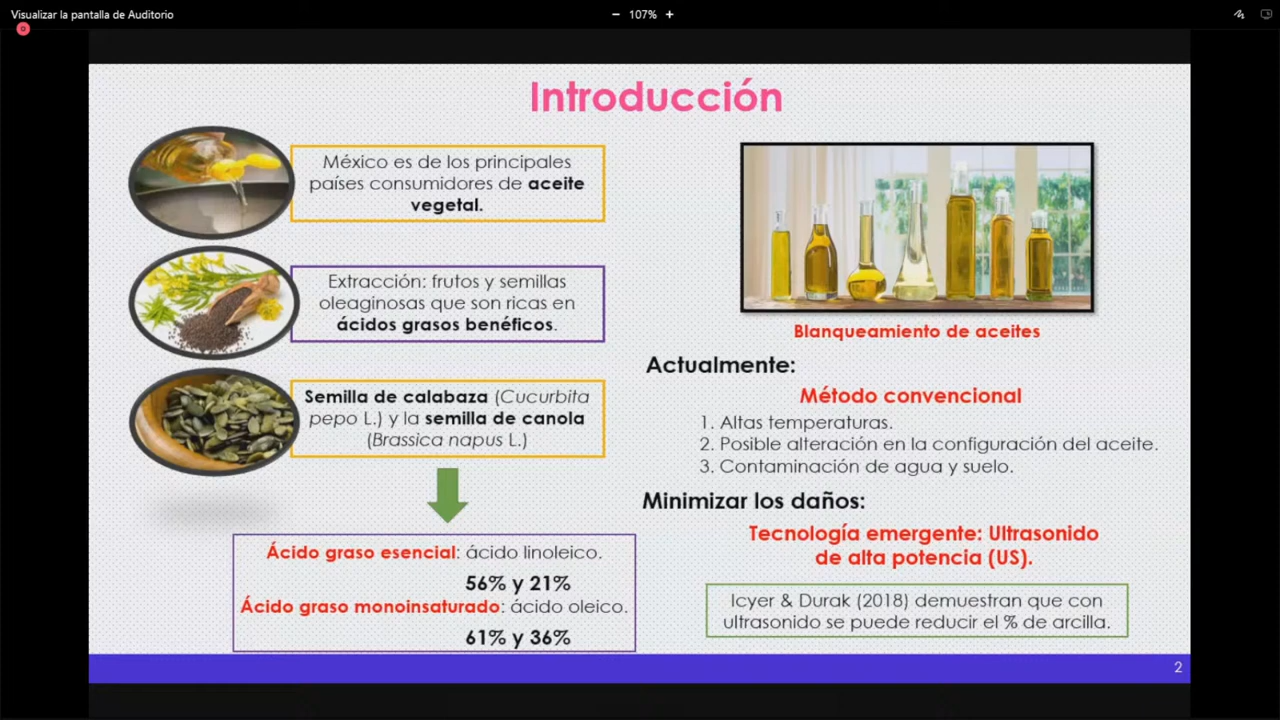 Visualizar la pantalla de Auditorio
− 107% +
Introducción
México es de los principales
países consumidores de aceite
vegetal.
Extracción: frutos y semillas
oleaginosas que son ricas en
ácidos grasos benéficos.
Semilla de calabaza (Cucurbita
pepo L.) y la semilla de canola
(Brassica napus L.)
Ácido graso esencial: ácido linoleico.
56% y 21%
Ácido graso monoinsaturado: ácido oleico.
61% y 36%
Blanqueamiento de aceites
Actualmente:
Método convencional
1. Altas temperaturas.
2. Posible alteración en la configuración del aceite.
3. Contaminación de agua y suelo.
Minimizar los daños:
Tecnología emergente: Ultrasonido
de alta potencia (US).
Icyer & Durak (2018) demuestran que con
ultrasonido se puede reducir el % de arcilla.
2